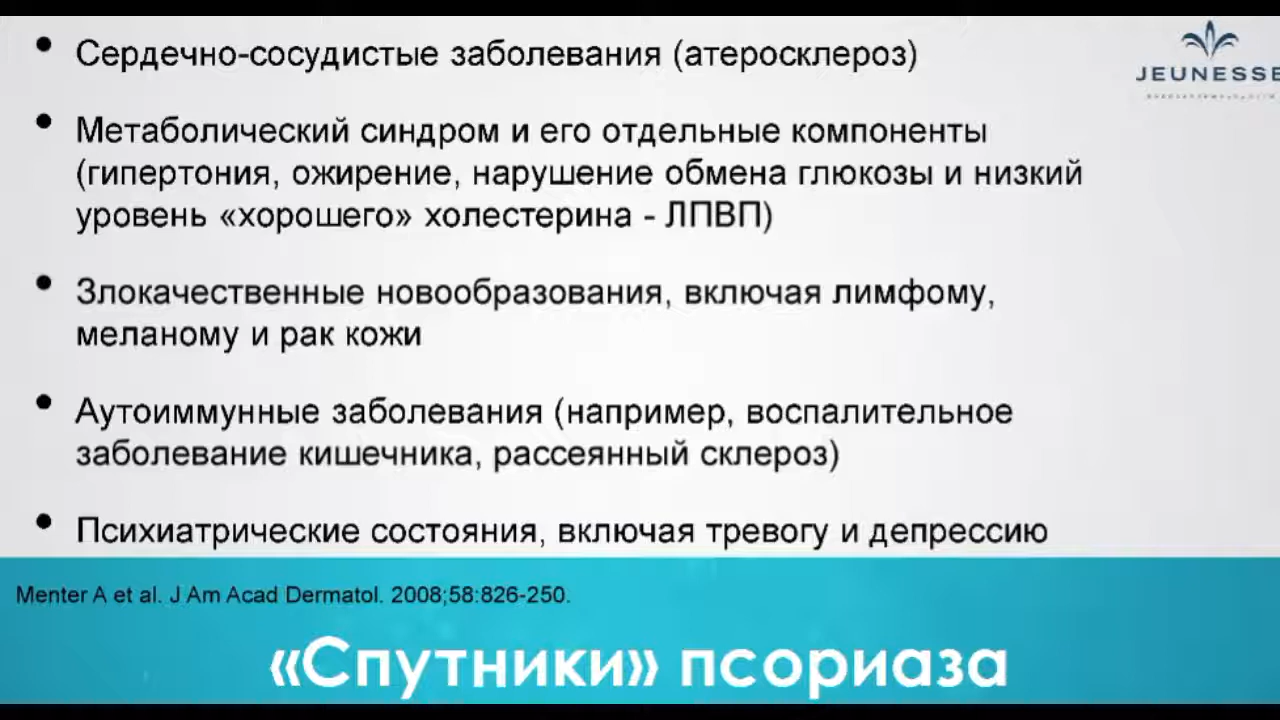 • Сердечно-сосудистые заболевания (атеросклероз)
JEUNESSE
• Метаболический синдром и его отдельные компоненты
(гипертония, ожирение, нарушение обмена глюкозы и низкий
уровень «хорошего» холестерина - ЛПВП)
• Злокачественные новообразования, включая лимфому,
меланому и рак кожи
• Аутоиммунные заболевания (например, воспалительное
заболевание кишечника, рассеянный склероз)
• Психиатрические состояния, включая тревогу и депрессию
Menter A et al. J Am Acad Dermatol. 2008;58:826-250.
«Спутники» псориаза